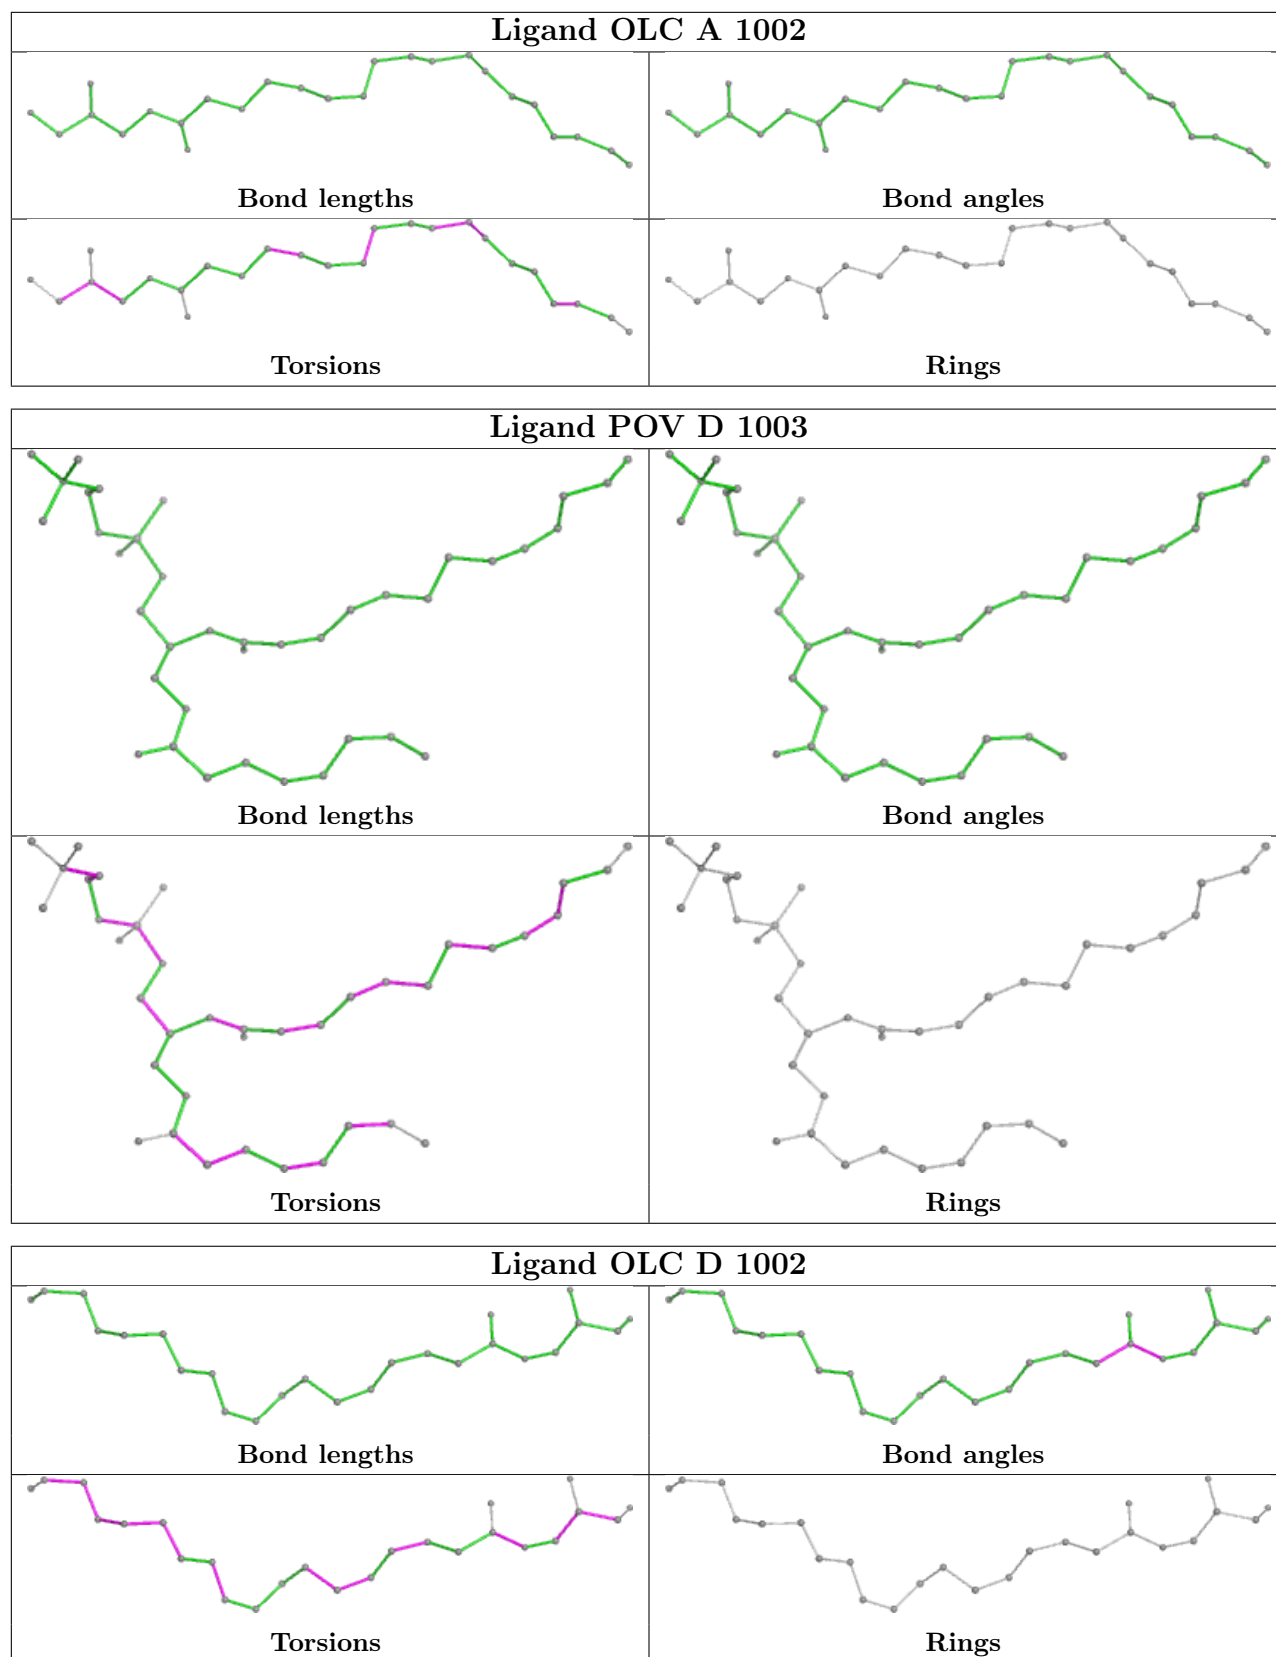 Ligand OLC A 1002
Bond lengths
Bond angles
Torsions
Rings
Ligand POV D 1003
Bond lengths
Bond angles
Torsions
Rings
Ligand OLC D 1002
Bond lengths
Bond angles
Torsions
Rings